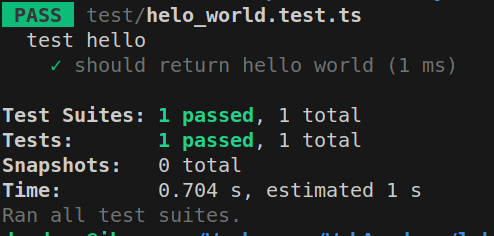 PASS test/helo_world.test.ts
test hello
✓ should return hello world (1 ms)
Test Suites: 1 passed, 1 total
Tests: 1 passed, 1 total
Snapshots: 0 total
Time: 0.704 s, estimated 1 s
Ran all test suites.